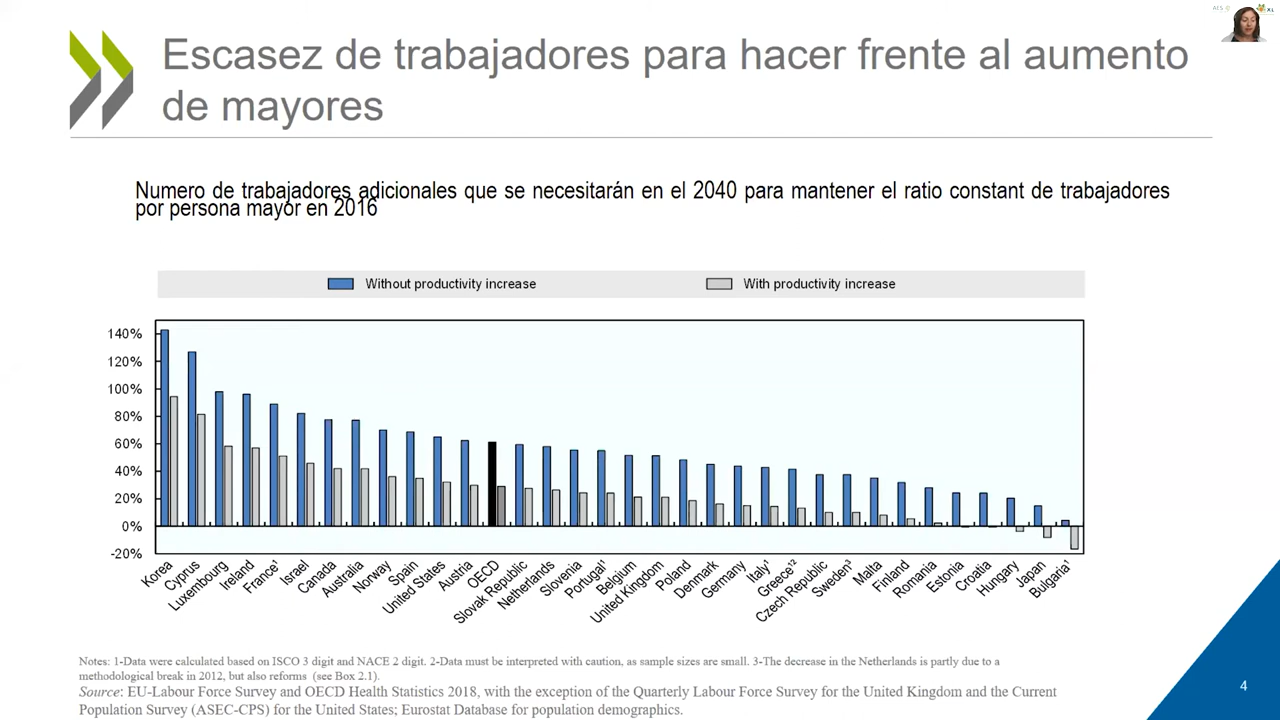 Escasez de trabajadores para hacer frente al aumento
de mayores
Numero de trabajadores adicionales que se necesitarán en el 2040 para mantener el ratio constant de trabajadores
por persona mayor en 2016
Without productivity increase
With productivity increase
140%
120%
100%
80%
60%
40%
20%
0%
-20%
Korea
Cyprus
Luxembourg
Ireland
France¹
Israel
Canada
Australia
Norway
Spain
United States
Austria
OECD
Slovak Republic
Netherlands
Slovenia
Portugal¹
Belgium
United Kingdom
Poland
Denmark
Germany
Italy¹
Greece¹²
Czech Republic
Sweden³
Malta
Finland
Romania
Estonia
Croatia
Hungary
Japan
Bulgaria¹
Notes: 1-Data were calculated based on ISCO 3 digit and NACE 2 digit. 2-Data must be interpreted with caution, as sample sizes are small. 3-The decrease in the Netherlands is partly due to a
methodological break in 2012, but also reforms (see Box 2.1).
Source: EU-Labour Force Survey and OECD Health Statistics 2018, with the exception of the Quarterly Labour Force Survey for the United Kingdom and the Current
Population Survey (ASEC-CPS) for the United States; Eurostat Database for population demographics.
4